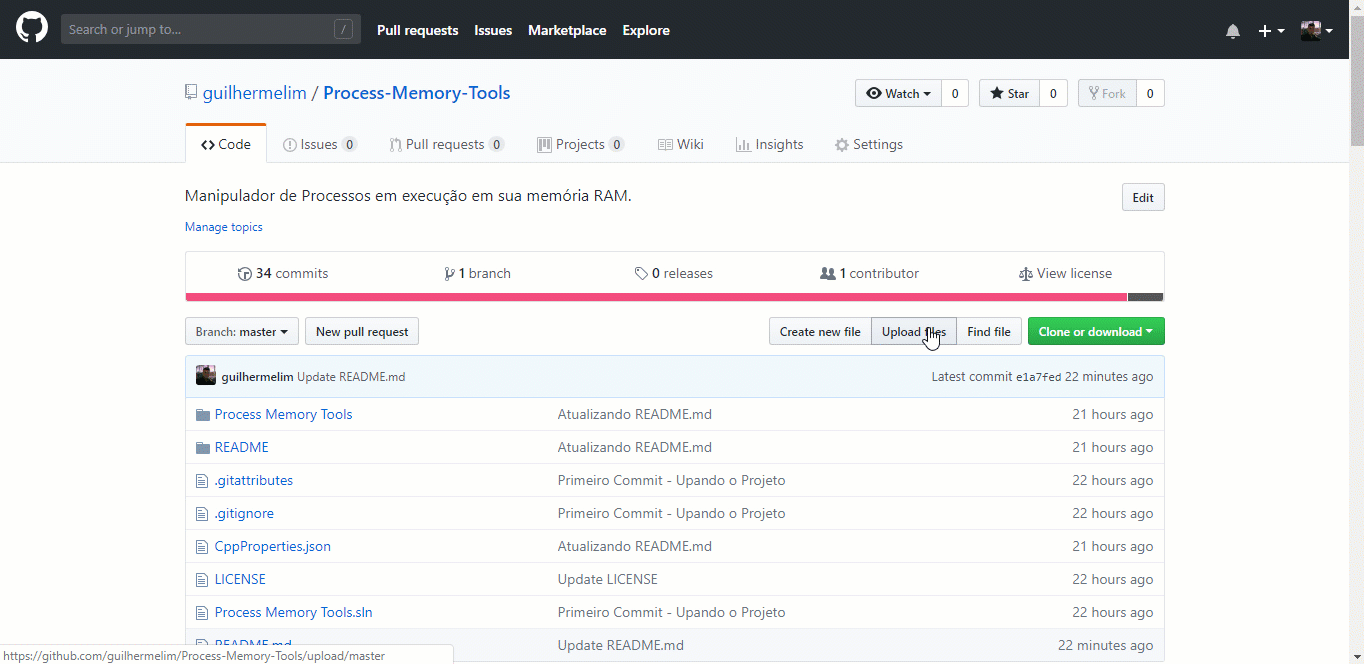 Search or jump to... / Pull requests Issues Marketplace Explore
guilhermelim / Process-Memory-Tools Watch 0 Star 0 Fork 0
Code Issues 0 Pull requests 0 Projects 0 Wiki Insights Settings
Manipulador de Processos em execução em sua memória RAM. Edit
Manage topics
34 commits 1 branch 0 releases 1 contributor View license
Branch: master New pull request Create new file Upload files Find file Clone or download
guilhermelim Update README.md Latest commit e1a7fed 22 minutes ago
Process Memory Tools Atualizando README.md 21 hours ago
README Atualizando README.md 21 hours ago
.gitattributes Primeiro Commit - Upando o Projeto 22 hours ago
.gitignore Primeiro Commit - Upando o Projeto 22 hours ago
CppProperties.json Atualizando README.md 21 hours ago
LICENSE Update LICENSE 22 hours ago
Process Memory Tools.sln Primeiro Commit - Upando o Projeto 22 hours ago
README.md Update README.md 22 minutes ago
https://github.com/guilhermelim/Process-Memory-Tools/upload/master